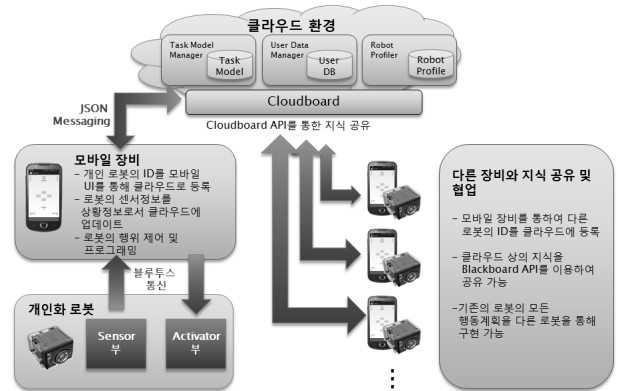 클라우드 환경
Task Model
Manager
Task
Model
User Data
Manager
User
DB
Robot
Profiler
Robot
Profile
Cloudboard
JSON
Messaging
Cloudboard API를 통한 지식 공유
모바일 장비
- 개인 로봇의 ID를 모바일
UI를 통해 클라우드로 등록
- 로봇의 센서정보를
상황정보로서 클라우드에
업데이트
- 로봇의 행위 제어 및
프로그래밍
블루투스
통신
개인화 로봇
Sensor
부
Activator
부
다른 장비와 지식 공유 및
협업
- 모바일 장비를 통하여 다른
로봇의 ID를 클라우드에 등록
- 클라우드 상의 지식을
Blackboard API를 이용하여
공유 가능
-기존의 로봇의 모든
행동계획을 다른 로봇을 통해
구현 가능